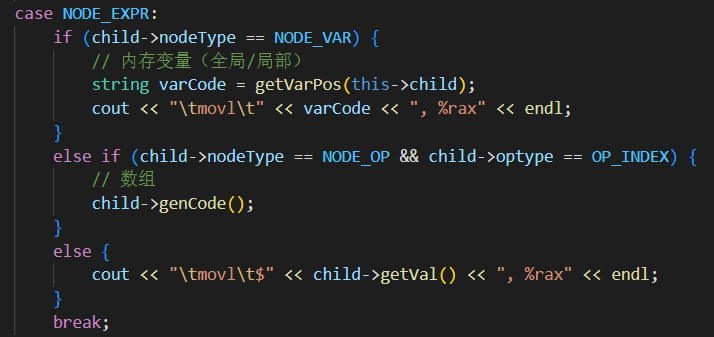 case NODE_EXPR:
    if (child->nodeType == NODE_VAR) {
        // 内存变量（全局/局部）
        string varCode = getVarPos(this->child);
        cout << "\tmovl\t" << varCode << ", %rax" << endl;
    }
    else if (child->nodeType == NODE_OP && child->optype == OP_INDEX) {
        // 数组
        child->genCode();
    }
    else {
        cout << "\tmovl\t$" << child->getVal() << ", %rax" << endl;
    }
    break;